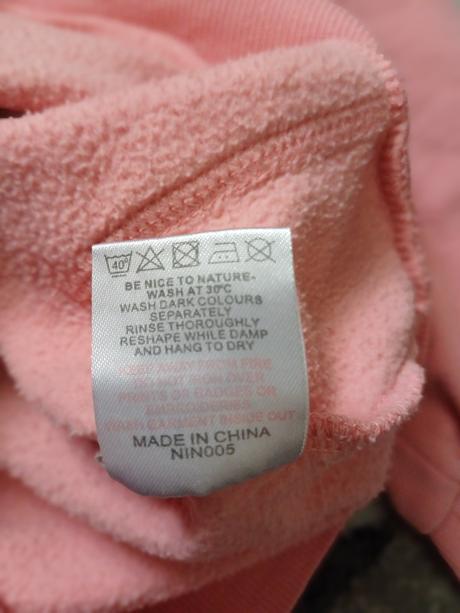 40°
BE NICE TO NATURE-
WASH AT 30°C
WASH DARK COLOURS
SEPARATELY
RINSE THOROUGHLY
RESHAPE WHILE DAMP
AND HANG TO DRY
KEEP AWAY FROM FIRE
DO NOT IRON OVER
PRINTS OR BADGES OR
EMBROIDERIES
WASH GARMENT INSIDE OUT
MADE IN CHINA
NIN005